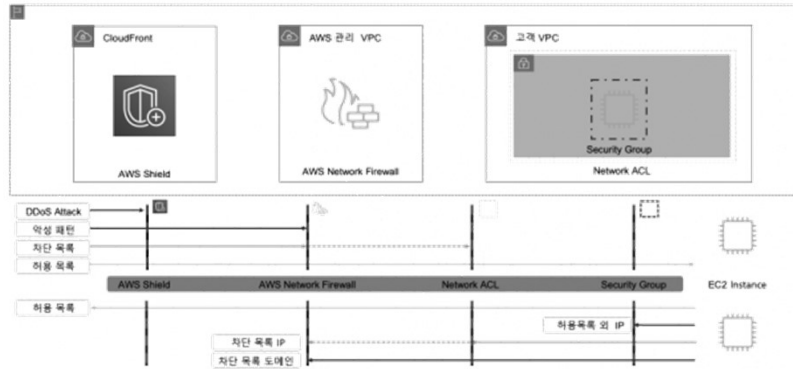 CloudFront
AWS 관리 VPC
고객 VPC
Security Group
AWS Shield
AWS Network Firewall
Network ACL
DDoS Attack
악성 패턴
차단 목록
허용 목록
AWS Shield
AWS Network Firewall
Network ACL
Security Group
EC2 Instance
허용 목록
허용목록 외 IP
차단 목록 IP
차단 목록 도메인